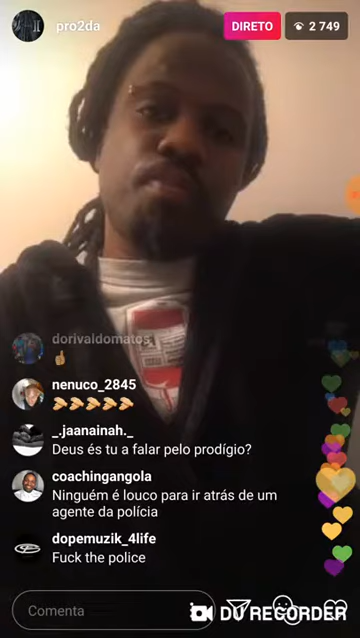 pro2da
DIRETO
2 749
dorivaldomatos
nenuco_2845
_.jaanainah._
Deus és tu a falar pelo prodígio?
coachingangola
Ninguém é louco para ir atrás de um
agente da polícia
dopemuzik_4life
Fuck the police
Comenta
DU RECORDER